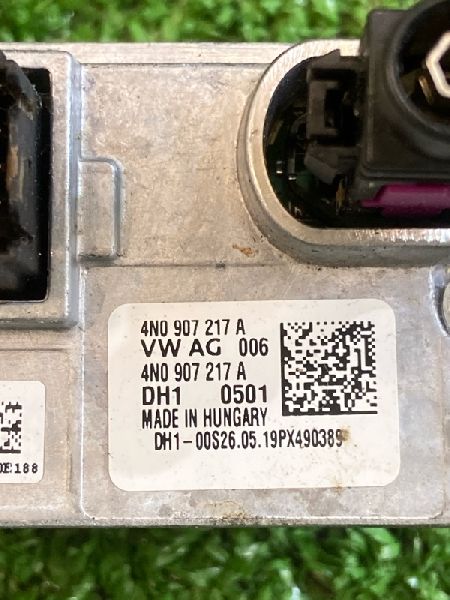 4N0 907 217 A
VW AG 006
4N0 907 217 A
DH1 0501
MADE IN HUNGARY
DH1-00S26.05.19PX490389